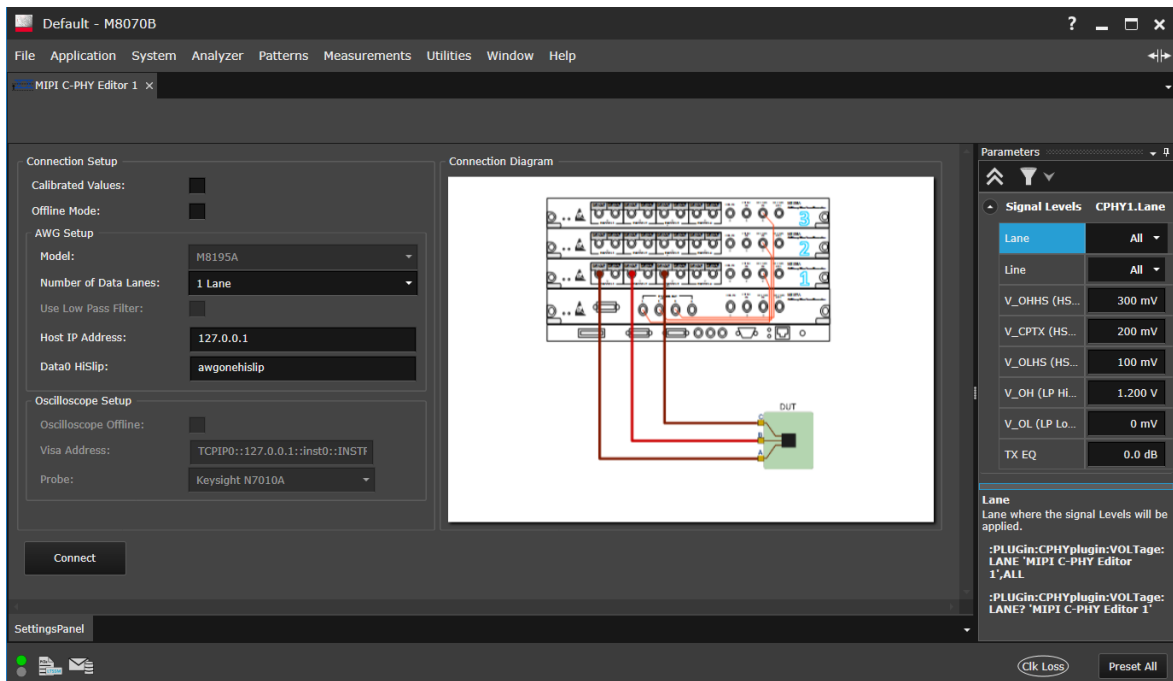 Default - M8070B
?
File Application System Analyzer Patterns Measurements Utilities Window Help
MIPI C-PHY Editor 1
Connection Setup
Calibrated Values:
Offline Mode:
AWG Setup
Model: M8195A
Number of Data Lanes: 1 Lane
Use Low Pass Filter:
Host IP Address: 127.0.0.1
Data0 HiSlip: awgonehislip
Oscilloscope Setup
Oscilloscope Offline:
Visa Address: TCPIP0::127.0.0.1::inst0::INSTF
Probe: Keysight N7010A
Connect
Connection Diagram
3
2
1
DUT
C
B
A
Parameters
Signal Levels CPHY1.Lane
Lane All
Line All
V_OHHS (HS... 300 mV
V_CPTX (HS... 200 mV
V_OLHS (HS... 100 mV
V_OH (LP Hi... 1.200 V
V_OL (LP Lo... 0 mV
TX EQ 0.0 dB
Lane
Lane where the signal Levels will be
applied.
:PLUGin:CPHYplugin:VOLTage:
LANE 'MIPI C-PHY Editor
1',ALL
:PLUGin:CPHYplugin:VOLTage:
LANE? 'MIPI C-PHY Editor 1'
SettingsPanel
Clk Loss
Preset All